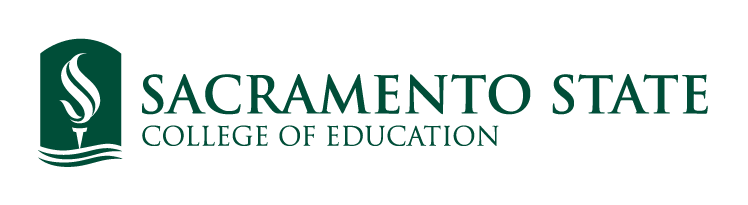 SACRAMENTO STATE
COLLEGE OF EDUCATION